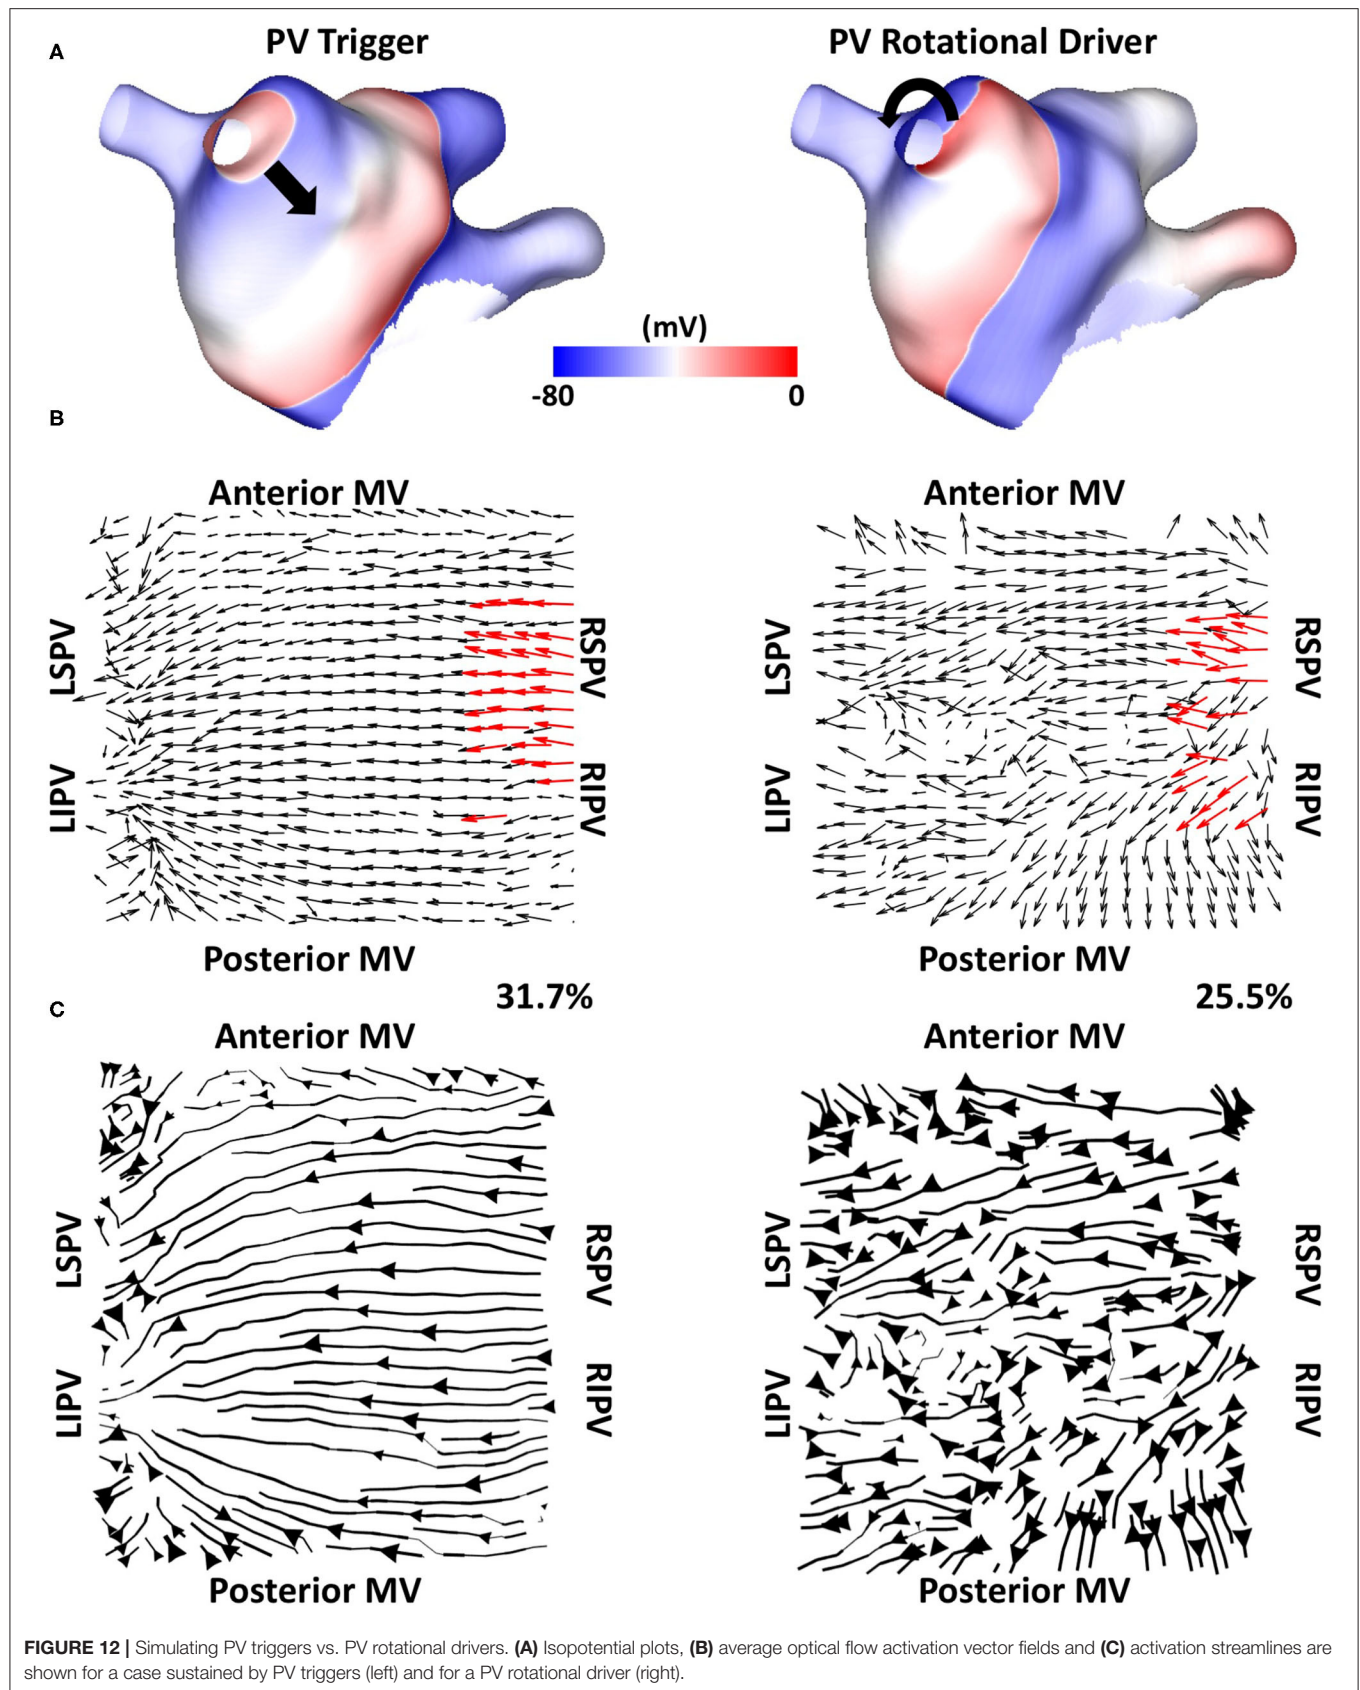 A
PV Trigger
PV Rotational Driver
(mV)
-80
0
B
Anterior MV
Anterior MV
LSPV
RSPV
LSPV
RSPV
LIPV
RIPV
LIPV
RIPV
Posterior MV
Posterior MV
31.7%
25.5%
C
Anterior MV
Anterior MV
LSPV
RSPV
LSPV
RSPV
LIPV
RIPV
LIPV
RIPV
Posterior MV
Posterior MV
FIGURE 12 | Simulating PV triggers vs. PV rotational drivers. (A) Isopotential plots, (B) average optical flow activation vector fields and (C) activation streamlines are
shown for a case sustained by PV triggers (left) and for a PV rotational driver (right).